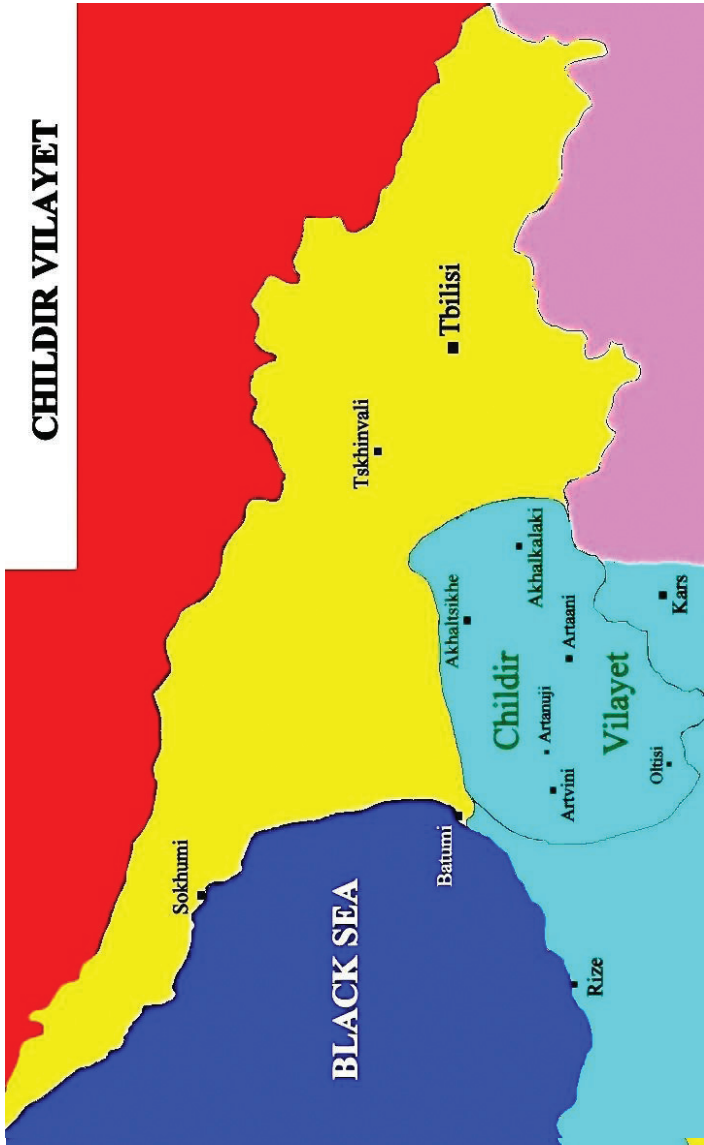 CHILDIR VILAYET
Sokhumi
Tskhinvali
Tbilisi
BLACK SEA
Batumi
Akhaltsikhe
Akhalkalaki
Childir
Artanuji
Artaani
Artvini
Vilayet
Rize
Oltisi
Kars